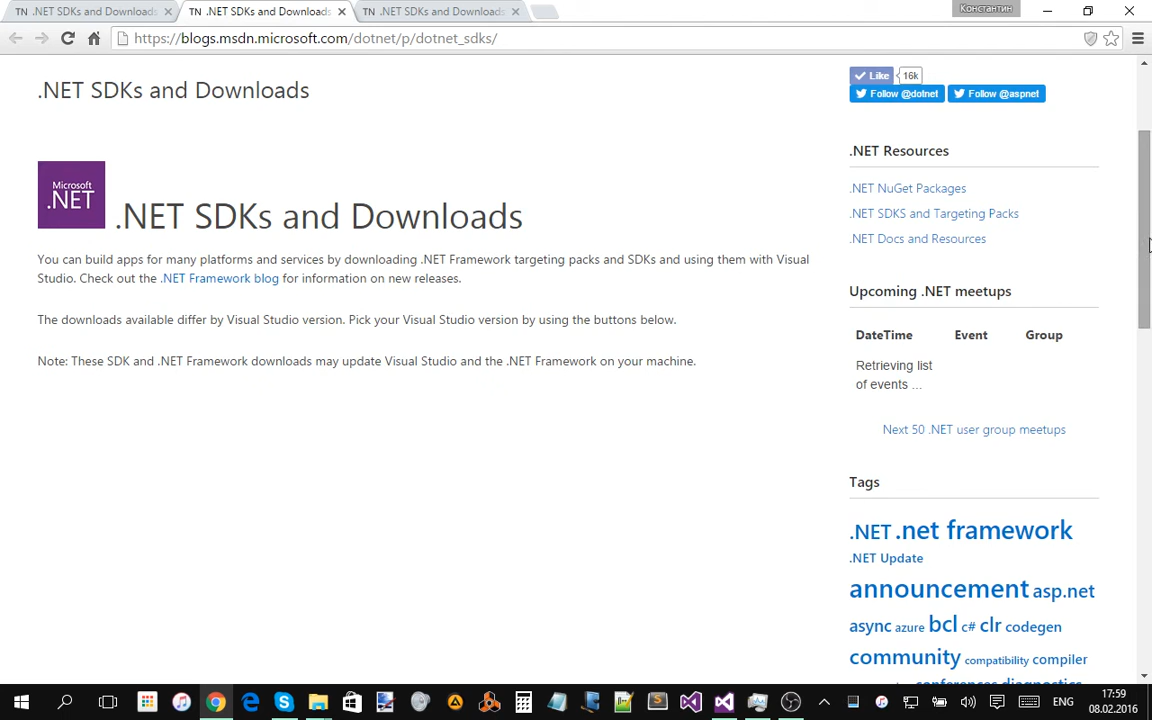 TN .NET SDKs and Downloads
TN .NET SDKs and Downloads
TN .NET SDKs and Downloads
Константин
https://blogs.msdn.microsoft.com/dotnet/p/dotnet_sdks/
.NET SDKs and Downloads
Like 16k
Follow @dotnet Follow @aspnet
Microsoft
.NET
.NET SDKs and Downloads
You can build apps for many platforms and services by downloading .NET Framework targeting packs and SDKs and using them with Visual
Studio. Check out the .NET Framework blog for information on new releases.
The downloads available differ by Visual Studio version. Pick your Visual Studio version by using the buttons below.
Note: These SDK and .NET Framework downloads may update Visual Studio and the .NET Framework on your machine.
.NET Resources
.NET NuGet Packages
.NET SDKS and Targeting Packs
.NET Docs and Resources
Upcoming .NET meetups
DateTime Event Group
Retrieving list
of events ...
Next 50 .NET user group meetups
Tags
.NET .net framework
.NET Update
announcement asp.net
async azure bcl c# clr codegen
community compatibility compiler
conferences diagnostics
ENG
17:59
08.02.2016